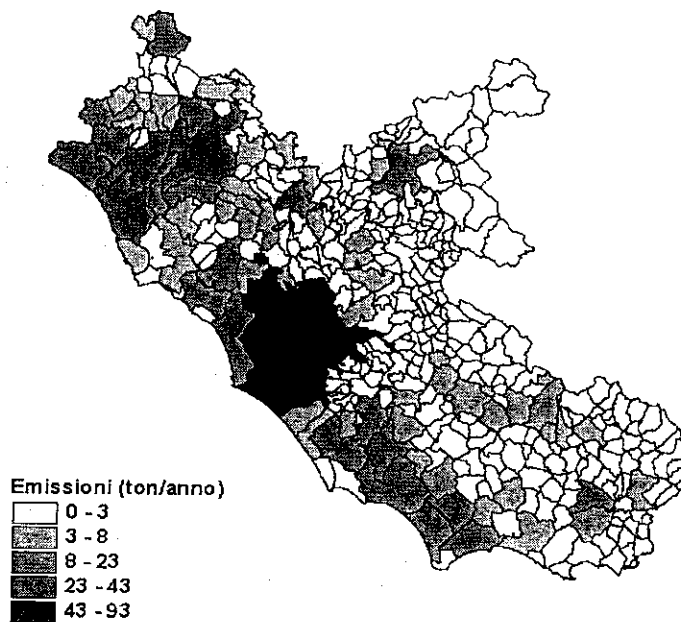 Emissioni (ton/anno)
0 - 3
3 - 8
8 - 23
23 - 43
43 - 93